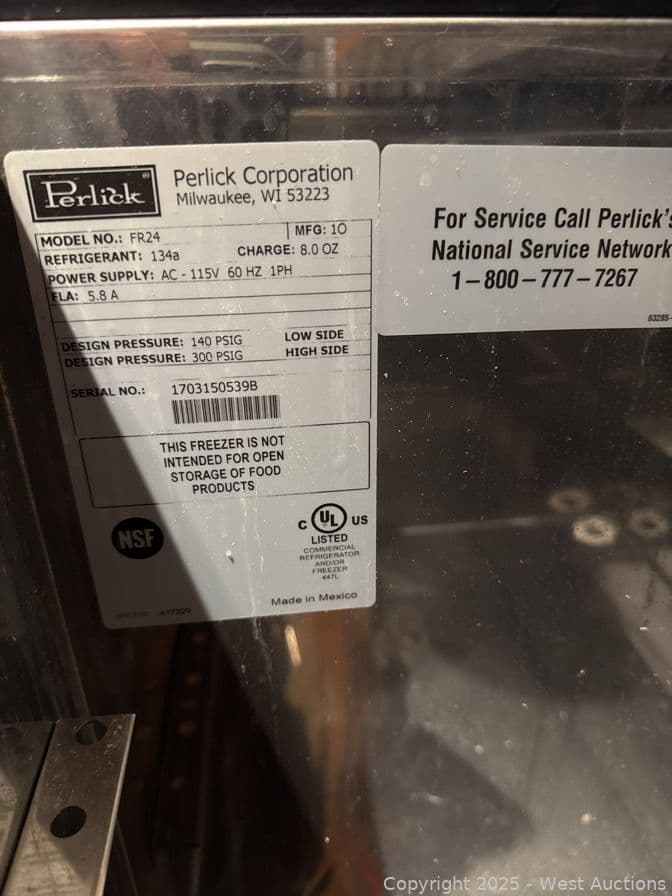 Perlick®
Perlick Corporation
Milwaukee, WI 53223
MODEL NO.: FR24 MFG: 10
REFRIGERANT: 134a CHARGE: 8.0 OZ
POWER SUPPLY: AC - 115V 60 HZ 1PH
FLA: 5.8 A
DESIGN PRESSURE: 140 PSIG LOW SIDE
DESIGN PRESSURE: 300 PSIG HIGH SIDE
SERIAL NO.: 1703150539B
THIS FREEZER IS NOT
INTENDED FOR OPEN
STORAGE OF FOOD
PRODUCTS
NSF
C UL US
LISTED
COMMERCIAL
REFRIGERATOR
AND/OR
FREEZER
447L
Made in Mexico
For Service Call Perlick's
National Service Network
1-800-777-7267
63285-
Copyright © 2025 - West Auctions